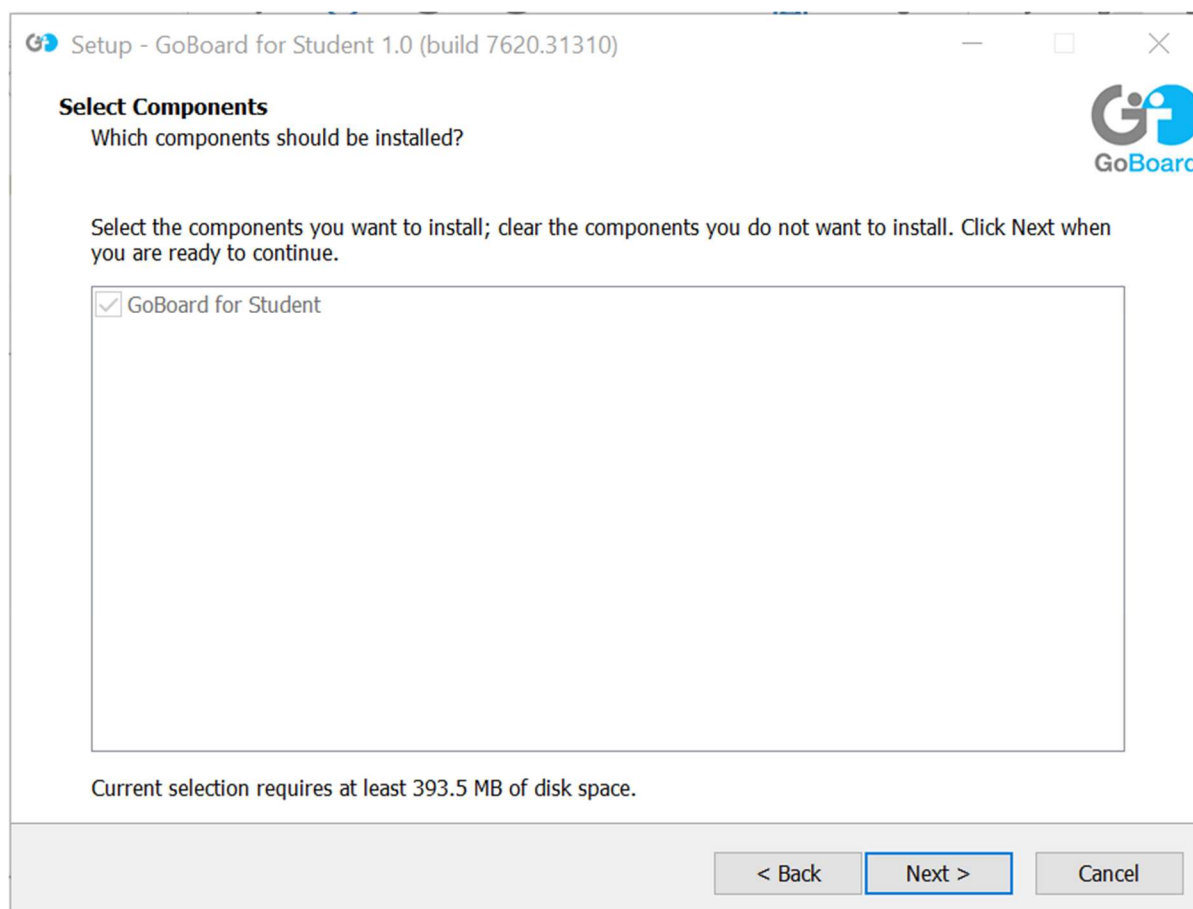 Setup - GoBoard for Student 1.0 (build 7620.31310)
Select Components
Which components should be installed?
GoBoard
Select the components you want to install; clear the components you do not want to install. Click Next when
you are ready to continue.
GoBoard for Student
Current selection requires at least 393.5 MB of disk space.
< Back
Next >
Cancel